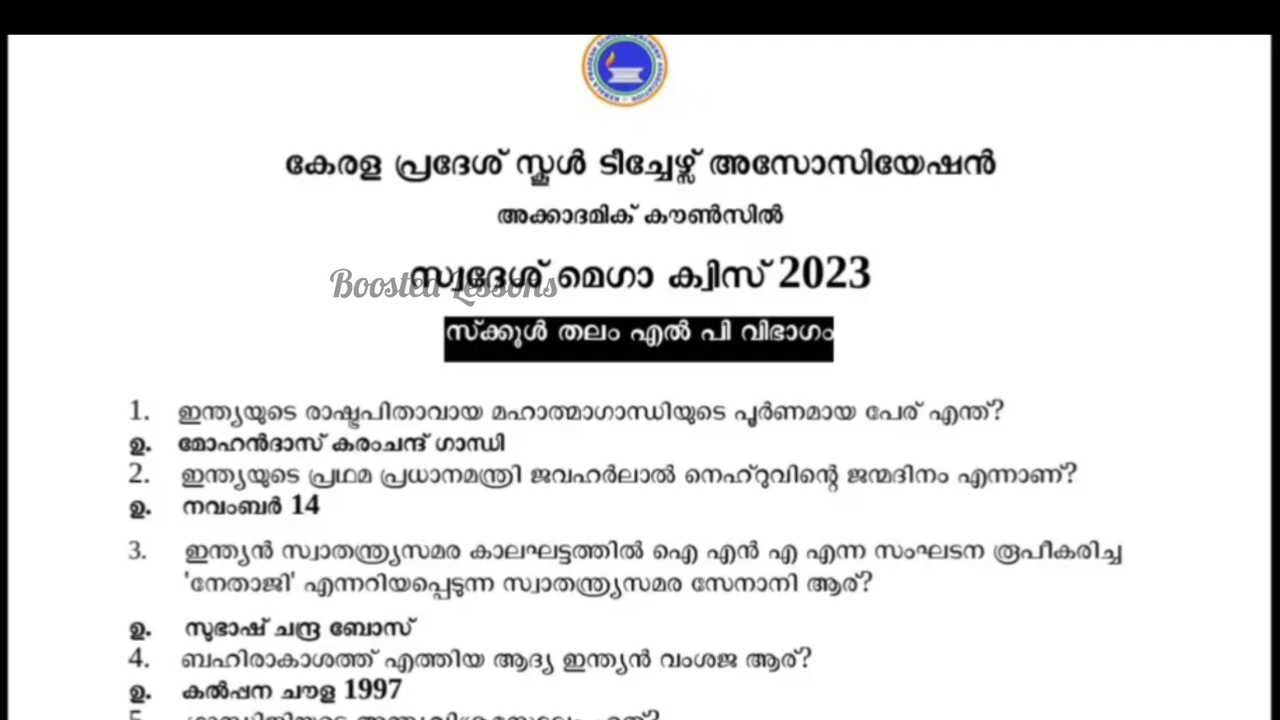 കേരള പ്രദേശ് സ്കൂൾ ടീച്ചേഴ്സ് അസോസിയേഷൻ
അക്കാദമിക് കൗൺസിൽ
സ്വദേശ് മെഗാ ക്വിസ് 2023
Boosted Lessons
സ്ക്കൂൾ തലം എൽ പി വിഭാഗം
1. ഇന്ത്യയുടെ രാഷ്ട്രപിതാവായ മഹാത്മാഗാന്ധിയുടെ പൂർണമായ പേര് എന്ത്?
ഉ. മോഹൻദാസ് കരംചന്ദ് ഗാന്ധി
2. ഇന്ത്യയുടെ പ്രഥമ പ്രധാനമന്ത്രി ജവഹർലാൽ നെഹ്റുവിന്റെ ജന്മദിനം എന്നാണ്?
ഉ. നവംബർ 14
3. ഇന്ത്യൻ സ്വാതന്ത്ര്യസമര കാലഘട്ടത്തിൽ ഐ എൻ എ എന്ന സംഘടന രൂപീകരിച്ച
'നേതാജി' എന്നറിയപ്പെടുന്ന സ്വാതന്ത്ര്യസമര സേനാനി ആര്?
ഉ. സുഭാഷ് ചന്ദ്ര ബോസ്
4. ബഹിരാകാശത്ത് എത്തിയ ആദ്യ ഇന്ത്യൻ വംശജ ആര്?
ഉ. കൽപ്പന ചൗള 1997